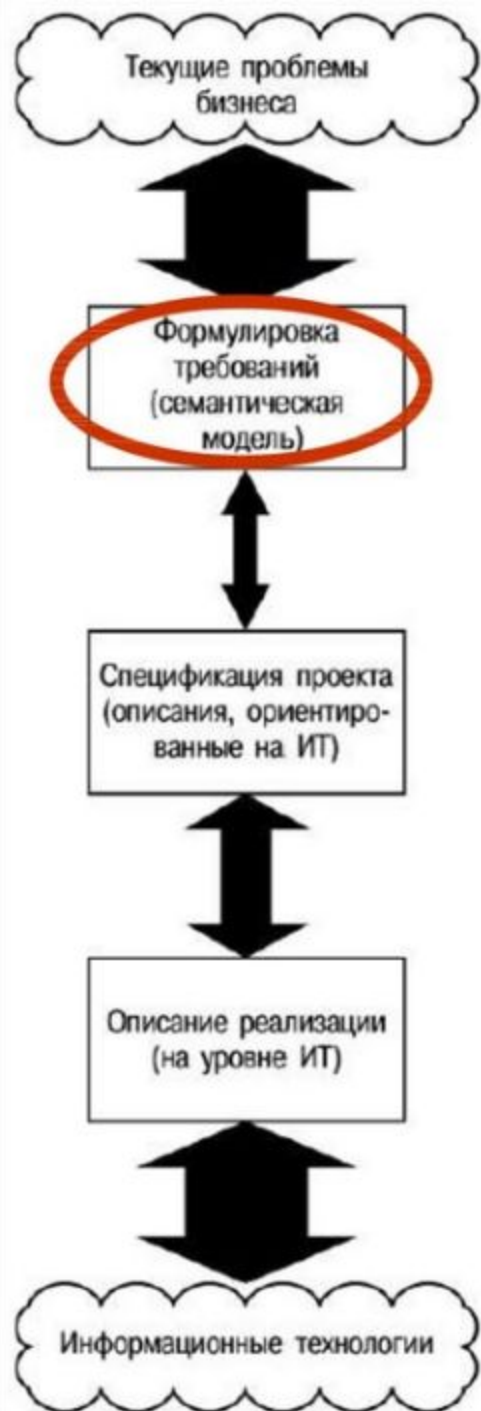 Текущие проблемы
бизнеса
Формулировка
требований
(семантическая
модель)
Спецификация проекта
(описания, ориентиро-
ванные на ИТ)
Описание реализации
(на уровне ИТ)
Информационные технологии